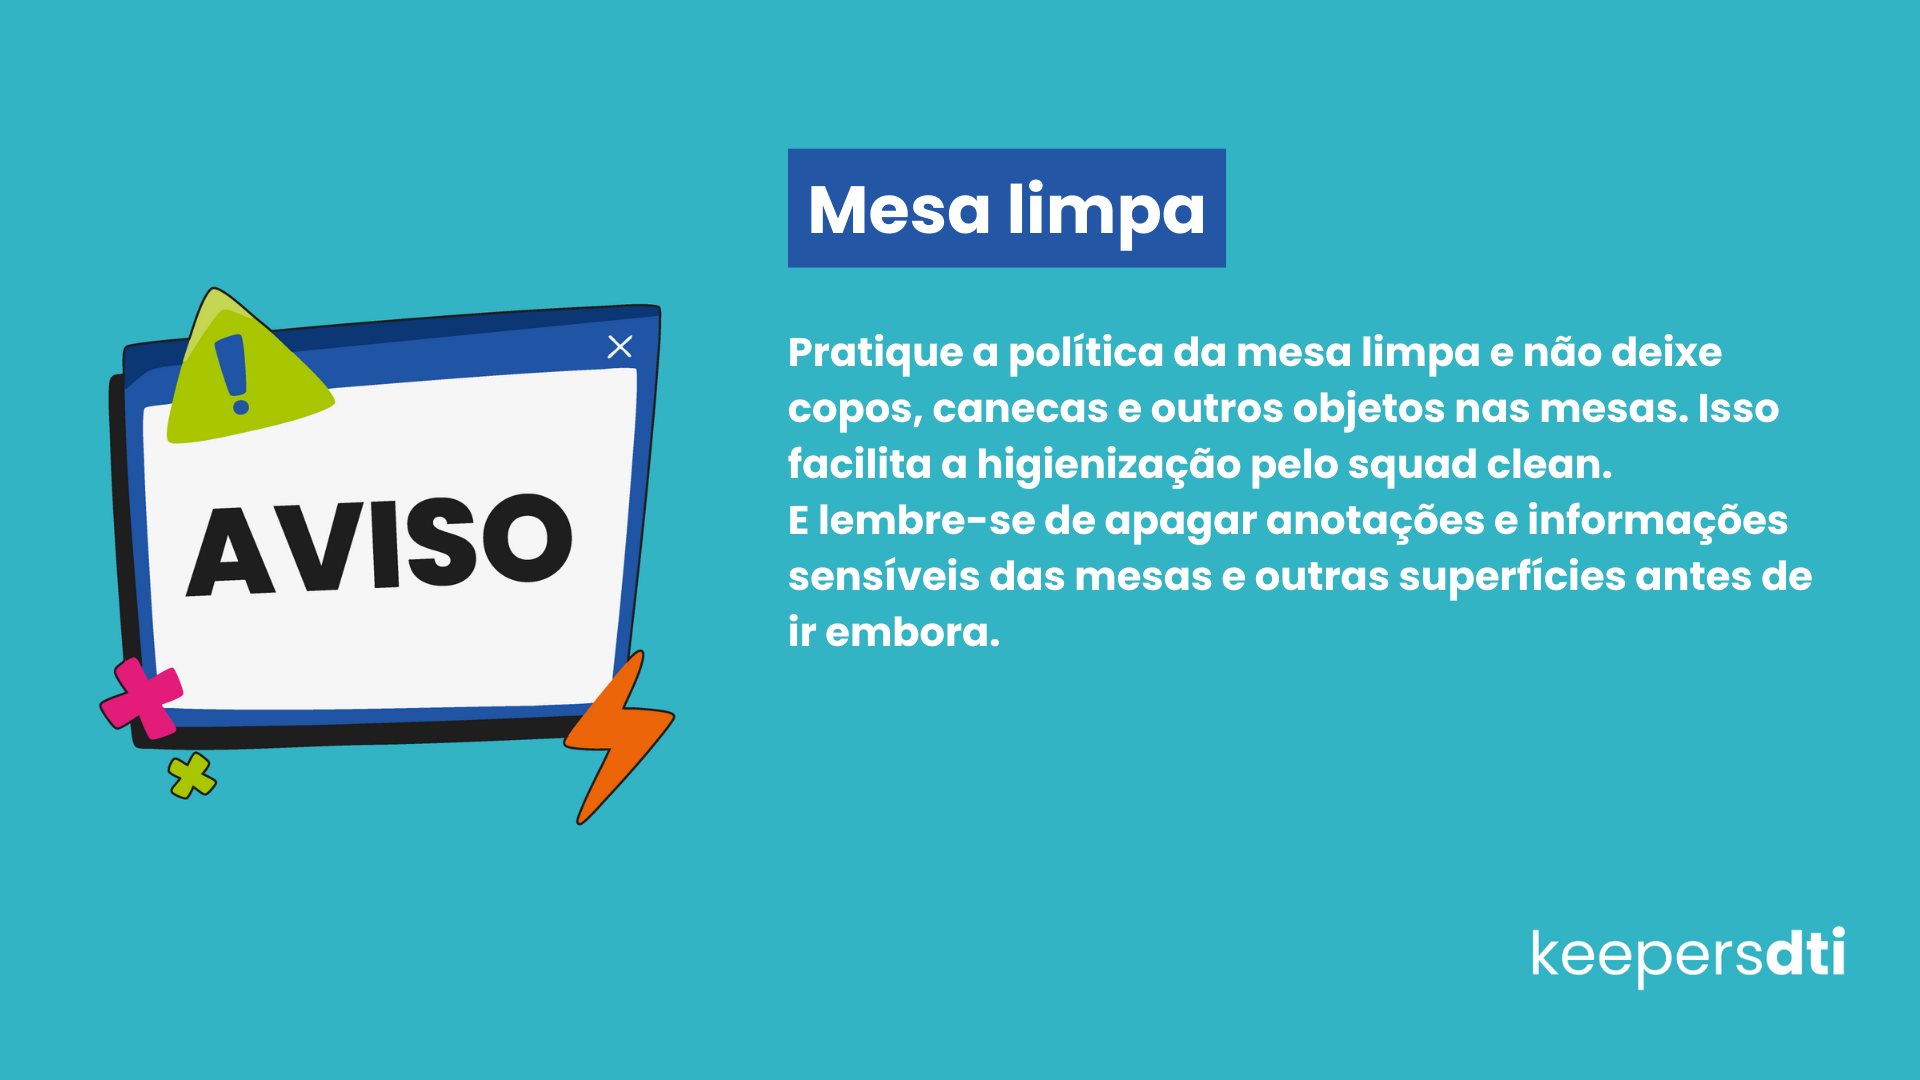 AVISO
Mesa limpa
Pratique a política da mesa limpa e não deixe
copos, canecas e outros objetos nas mesas. Isso
facilita a higienização pelo squad clean.
E lembre-se de apagar anotações e informações
sensíveis das mesas e outras superfícies antes de
ir embora.
keepersdti